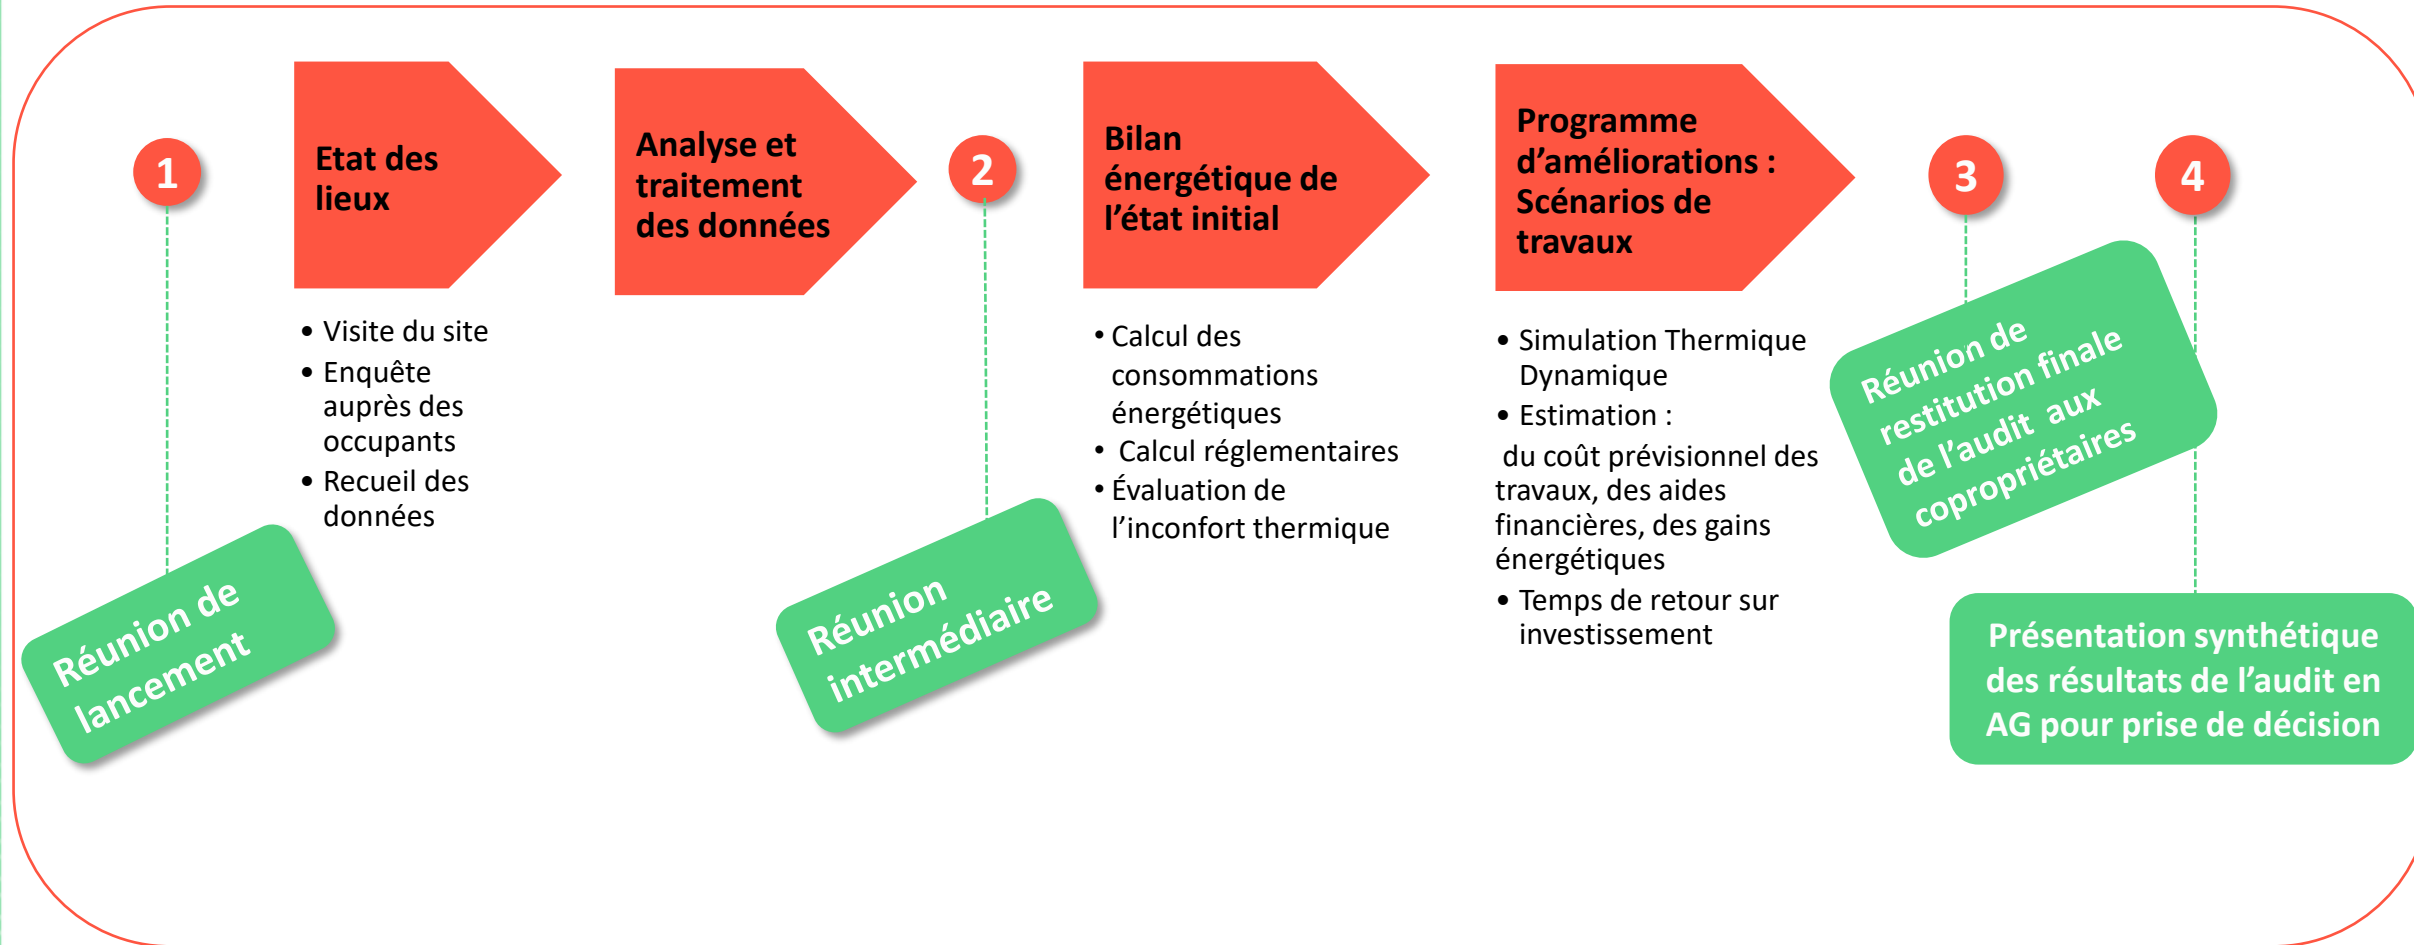 1
Etat des
lieux
• Visite du site
• Enquête
auprès des
occupants
• Recueil des
données
Réunion de
lancement
Analyse et
traitement
des données
2
Réunion
intermédiaire
Bilan
énergétique de
l’état initial
• Calcul des
consommations
énergétiques
• Calcul réglementaires
• Évaluation de
l’inconfort thermique
Programme
d’améliorations :
Scénarios de
travaux
• Simulation Thermique
Dynamique
• Estimation :
du coût prévisionnel des
travaux, des aides
financières, des gains
énergétiques
• Temps de retour sur
investissement
3
Réunion de
restitution finale
de l’audit aux
copropriétaires
4
Présentation synthétique
des résultats de l’audit en
AG pour prise de décision